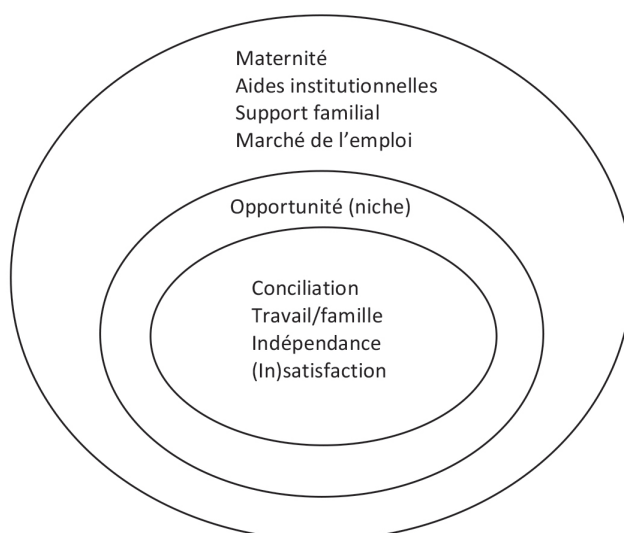 Maternité
Aides institutionnelles
Support familial
Marché de l’emploi
Opportunité (niche)
Conciliation
Travail/famille
Indépendance
(In)satisfaction